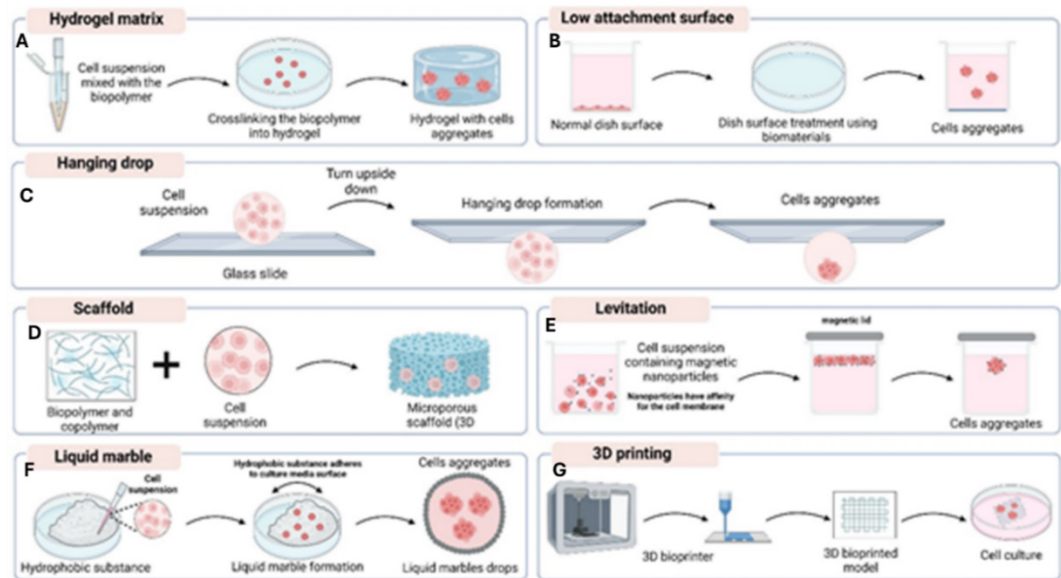 Hydrogel matrix
A
Cell suspension
mixed with the
biopolymer
Crosslinking the biopolymer
into hydrogel
Hydrogel with cells
aggregates
Low attachment surface
B
Normal dish surface
Dish surface treatment using
biomaterials
Cells aggregates
Hanging drop
C
Cell
suspension
Turn upside
down
Glass slide
Hanging drop formation
Cells aggregates
Scaffold
D
Biopolymer and
copolymer
Cell
suspension
Microporous
scaffold (3D
Levitation
E
Cell suspension
containing magnetic
nanoparticles
Nanoparticles have affinity
for the cell membrane
magnetic lid
Cells aggregates
Liquid marble
F
Cell
suspension
Hydrophobic substance
Hydrophobic substance adheres
to culture media surface
Liquid marble formation
Cells aggregates
Liquid marbles drops
3D printing
G
3D bioprinter
3D bioprinted
model
Cell culture